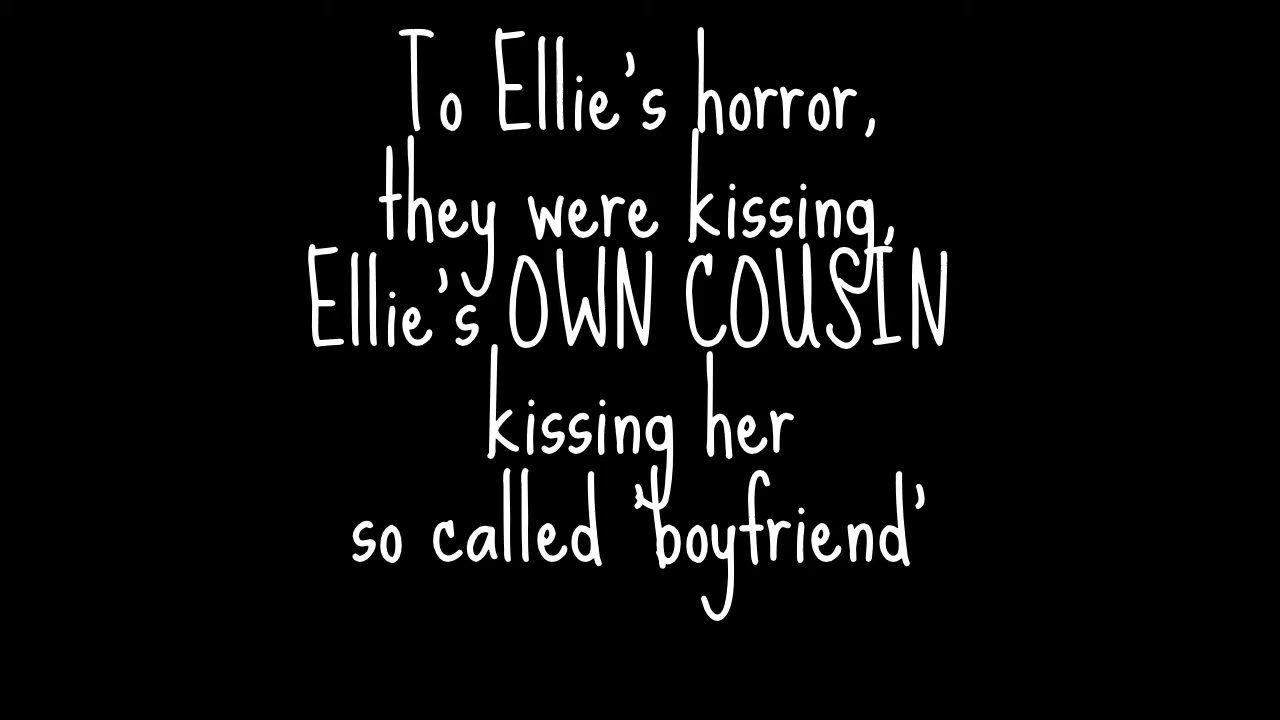 To Ellie's horror,
they were kissing,
Ellie's OWN COUSIN
kissing her
so called 'boyfriend'